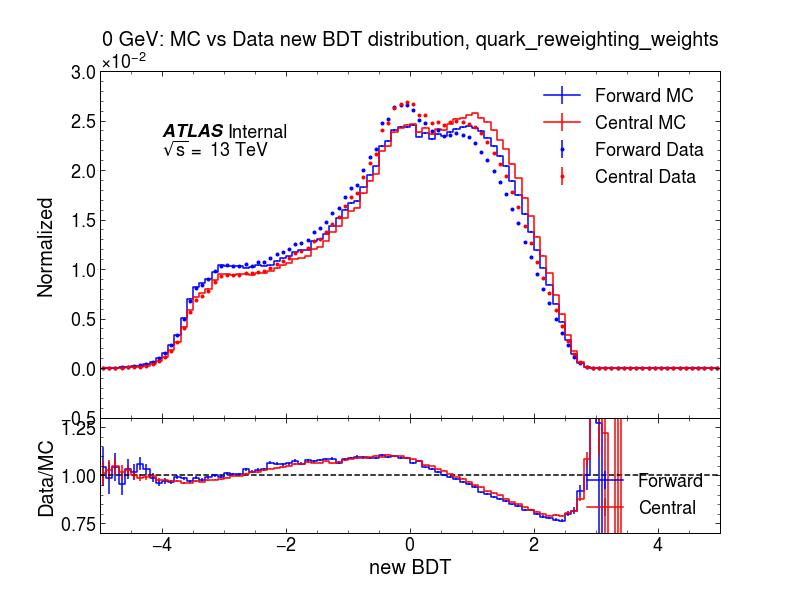 0 GeV: MC vs Data new BDT distribution, quark_reweighting_weights
×10⁻²
3.0
2.5
2.0
1.5
1.0
0.5
0.0
0.5
Normalized
ATLAS Internal
√s = 13 TeV
Forward MC
Central MC
Forward Data
Central Data
1.25
1.00
0.75
Data/MC
Forward
Central
−4 −2 0 2 4
new BDT